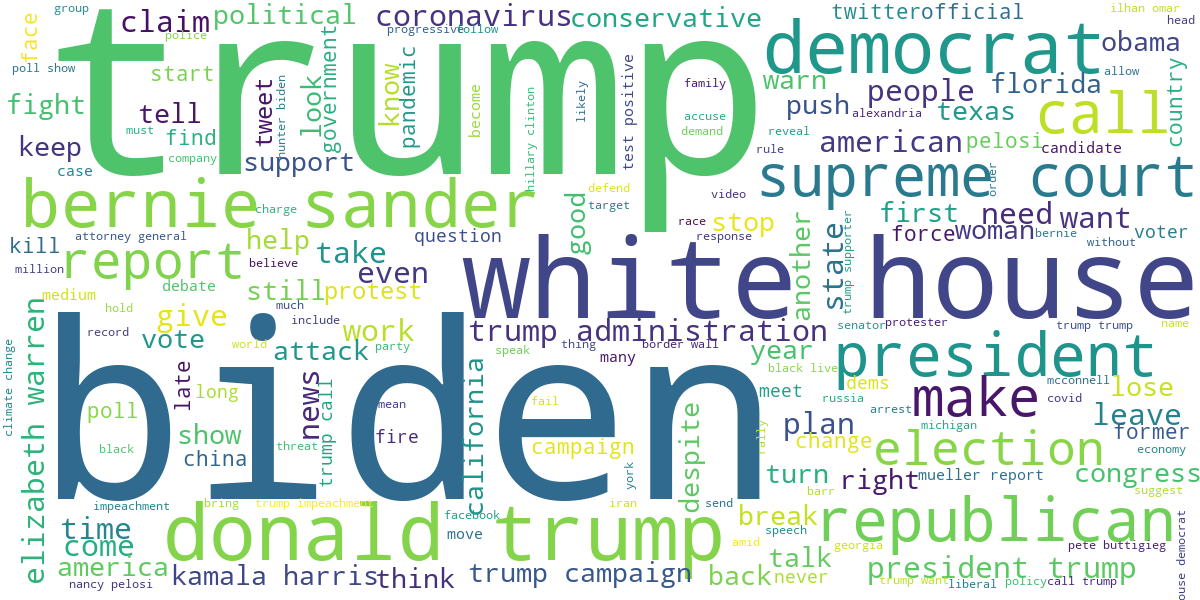 group
claim
political
coronavirus
conservative
twitterofficial
ilhan omar
head
face
police
progressive
follow
trump
democrat
obama
poll show
start
look
government
know
pandemic
test positive
likely
family
warn
allow
country
fight
tell
tweet
hunter biden
become
hillary clinton
accuse
push
people
alexandria
florida
texas
call
must
find
demand
reveal
keep
company
support
american
pelosi
candidate
case
rule
bernie sander
defend
target
video
supreme court
order
charge
good
race
stop
first
need
want
kill
attorney general
help
question
response
force
woman
bernie
without
voter
million
report
believe
take
even
white house
another
state
trump supporter
medium
debate
still
protest
hold
give
much
include
work
trump administration
senator
protester
trump trump
name
elizabeth warren
climate change
record
vote
world
attack
party
speak
thing
many
border wall
year
president
black live
biden
late
long
news
trump call
mean
california
fail
meet
russia
dems
arrest
make
mcconnell
covid
lose
poll
show
black
china
threat
fire
campaign
york
despite
rally
plan
change
michigan
leave
election
former
economy
turn
right
mueller report
congress
suggest
impeachment
bring
trump impeachment
iran
send
barr
time
come
donald trump
facebook
move
break
speech
amid
republican
georgia
talk
pete buttigieg
ouse democrat
america
nancy pelosi
kamala harris
think
trump campaign
back
never
president trump
trump want
liberal
policy
call trump